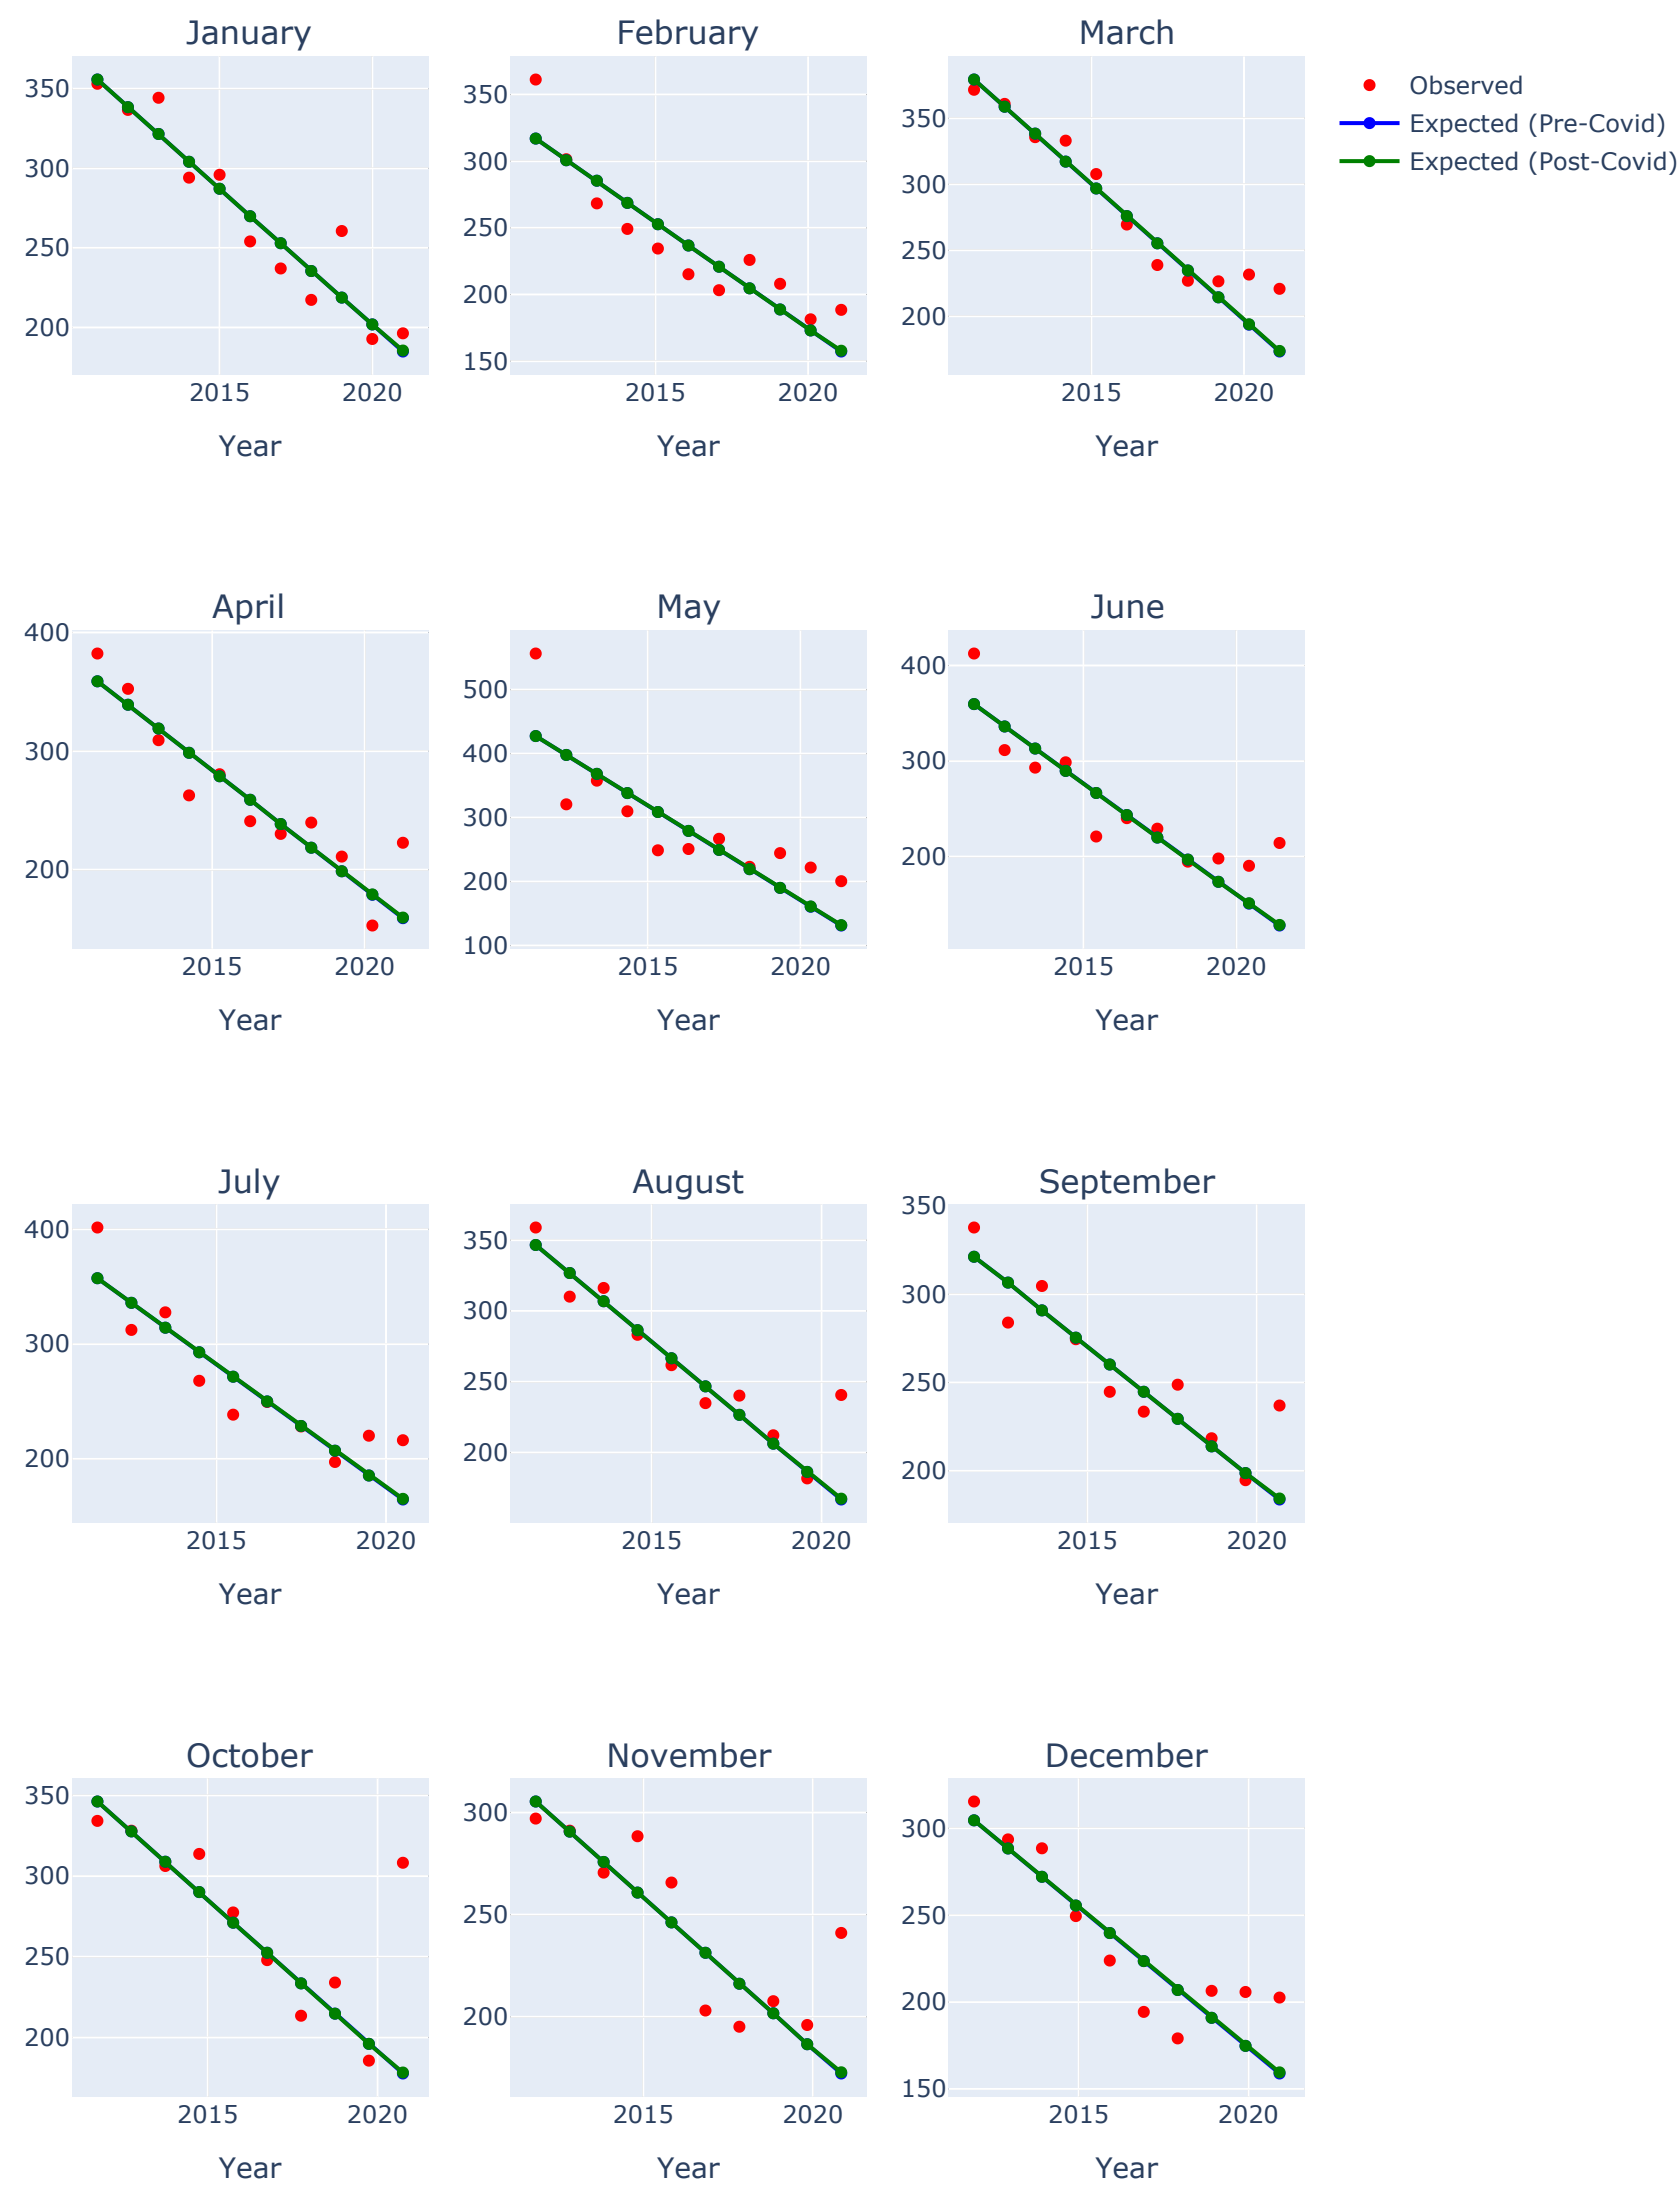 January
February
March
Observed
Expected (Pre-Covid)
Expected (Post-Covid)
350
300
250
200
2015
2020
Year
350
300
250
200
150
2015
2020
Year
350
300
250
200
2015
2020
Year
April
May
June
400
300
200
2015
2020
Year
500
400
300
200
100
2015
2020
Year
400
300
200
2015
2020
Year
July
August
September
400
300
200
2015
2020
Year
350
300
250
200
2015
2020
Year
350
300
250
200
2015
2020
Year
October
November
December
350
300
250
200
2015
2020
Year
300
250
200
2015
2020
Year
300
250
200
150
2015
2020
Year